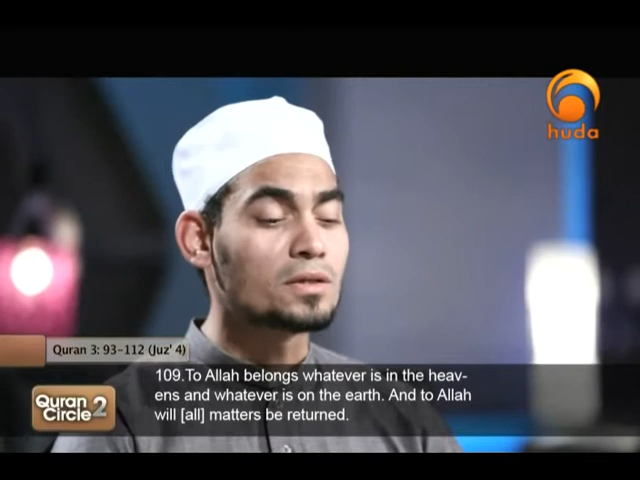 huda
Quran 3: 93-112 (Juz' 4)
109.To Allah belongs whatever is in the heav-
ens and whatever is on the earth. And to Allah
will [all] matters be returned.
Quran
Circle 2